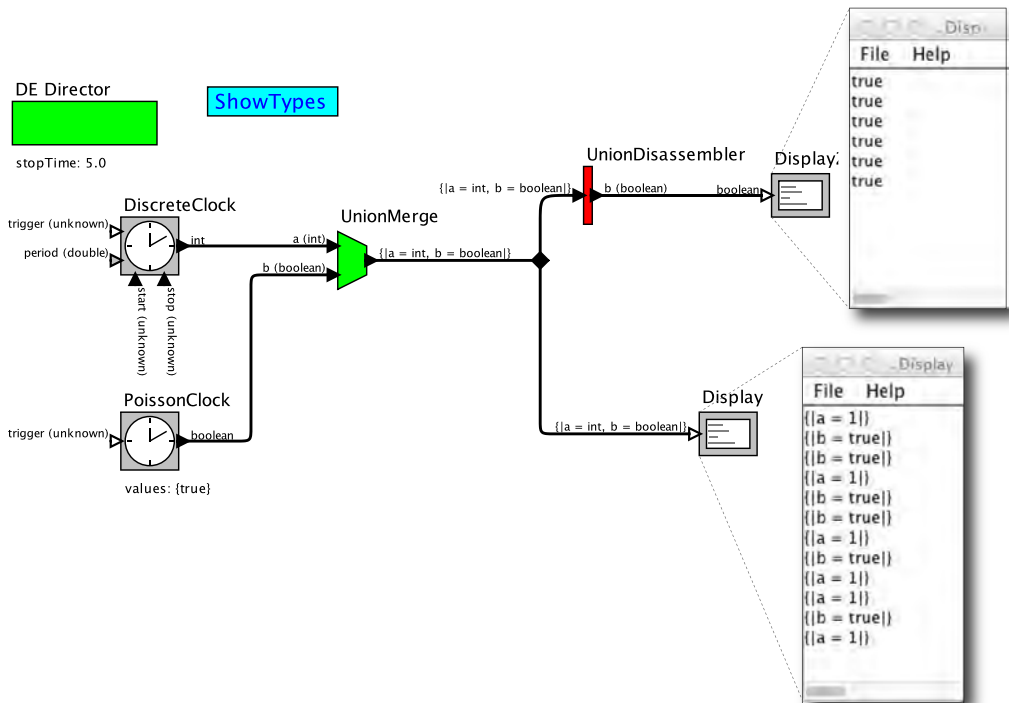 DE Director
stopTime: 5.0
ShowTypes
DiscreteClock
trigger (unknown)
period (double)
int
start (unknown)
stop (unknown)
PoissonClock
trigger (unknown)
boolean
values: {true}
UnionMerge
a (int)
b (boolean)
{|a = int, b = boolean|}
UnionDisassembler
{|a = int, b = boolean|}
b (boolean)
boolean
Display2
File Help
true
true
true
true
true
true
Display
{|a = int, b = boolean|}
Display
File Help
{|a = 1|}
{|b = true|}
{|b = true|}
{|a = 1|}
{|b = true|}
{|b = true|}
{|a = 1|}
{|b = true|}
{|a = 1|}
{|a = 1|}
{|b = true|}
{|a = 1|}